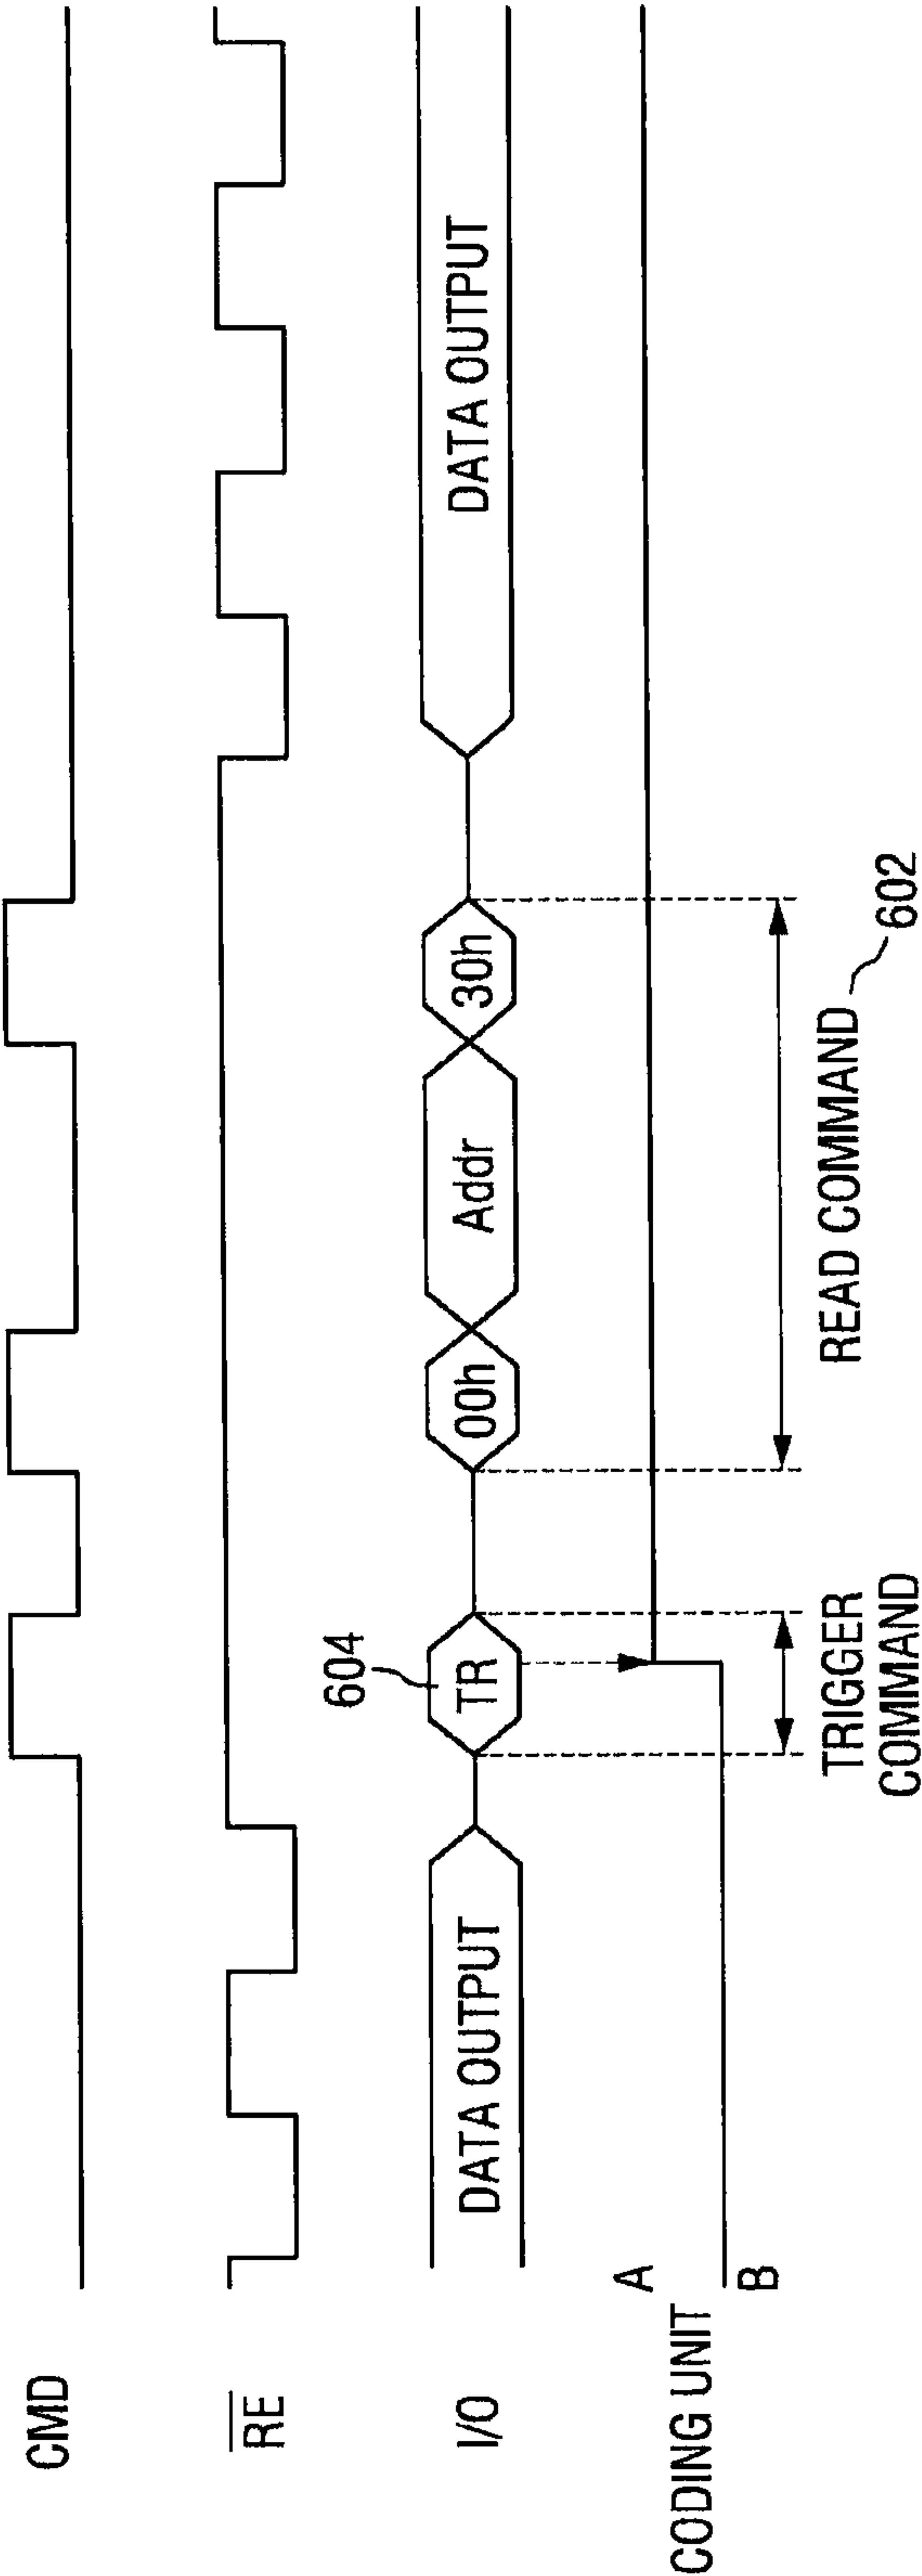 CMD
RE
I/O
DATA OUTPUT
604
TR
00h
Addr
30h
DATA OUTPUT
CODING UNIT
A
B
TRIGGER
COMMAND
READ COMMAND
602